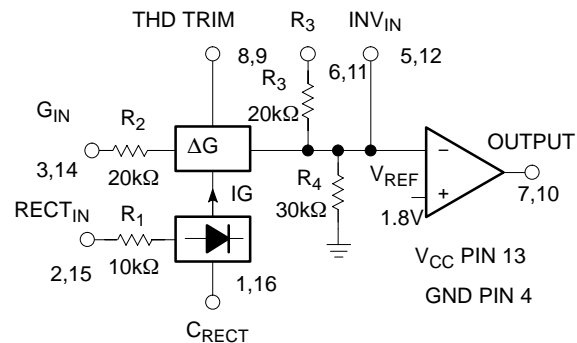 THD TRIM
R3
INVIN
8,9
6,11
5,12
R3
20kΩ
GIN
R2
ΔG
3,14
20kΩ
OUTPUT
−
VREF
+
1.8V
7,10
IG
R4
30kΩ
RECTIN
R1
2,15
10kΩ
1,16
VCC PIN 13
GND PIN 4
CRECT